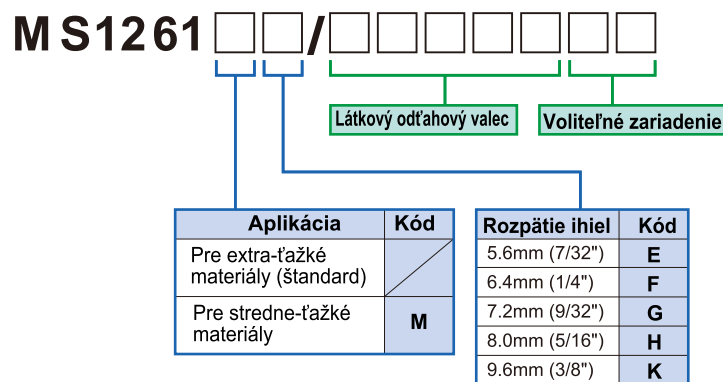 MS1261 /
Látkový odťahový valec
Voliteľné zariadenie
Aplikácia Kód
Pre extra-ťažké
materiály (štandard)
Pre stredne-ťažké
materiály
M
Rozpätie ihiel Kód
5.6mm (7/32") E
6.4mm (1/4") F
7.2mm (9/32") G
8.0mm (5/16") H
9.6mm (3/8") K